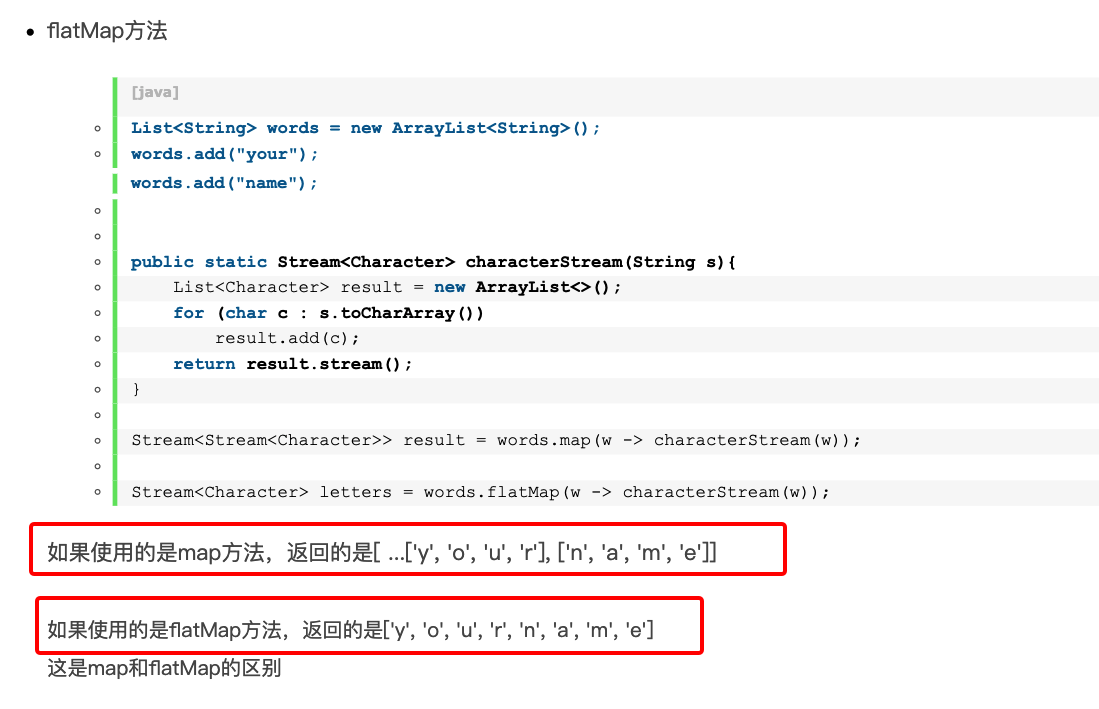 flatMap方法
[java]
List<String> words = new ArrayList<String>();
words.add("your");
words.add("name");
public static Stream<Character> characterStream(String s){
    List<Character> result = new ArrayList<>();
    for (char c : s.toCharArray())
        result.add(c);
    return result.stream();
}
Stream<Stream<Character>> result = words.map(w -> characterStream(w));
Stream<Character> letters = words.flatMap(w -> characterStream(w));
如果使用的是map方法，返回的是[ ...['y', 'o', 'u', 'r'], ['n', 'a', 'm', 'e']]
如果使用的是flatMap方法，返回的是['y', 'o', 'u', 'r', 'n', 'a', 'm', 'e']
这是map和flatMap的区别